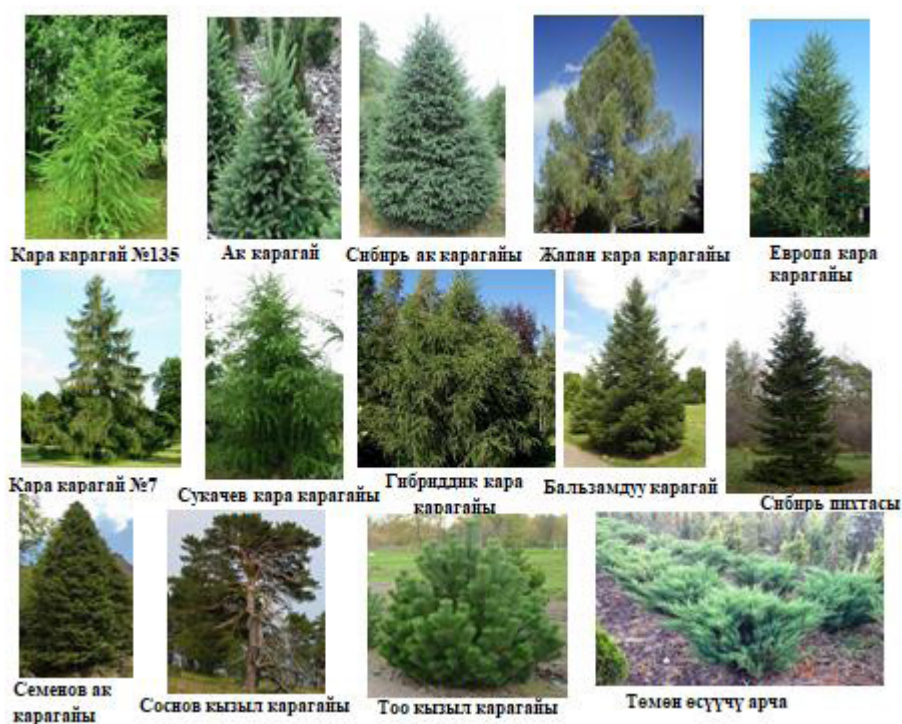 Кара карагай №135
Ак карагай
Сибирь ак карагайы
Жапан кара карагайы
Европа кара
карагайы
Кара карагай №7
Сукачев кара карагайы
Гибриддик кара
карагайы
Бальзамдуу карагай
Сибирь пихтасы
Семенов ак
карагайы
Соснов кызыл карагайы
Тоо кызыл карагайы
Төмөн өсүүчү арча